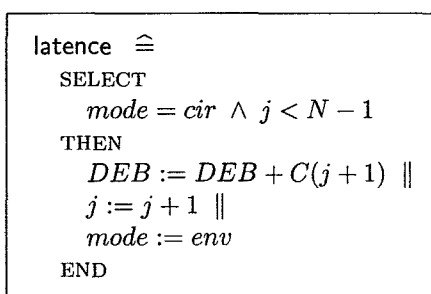 latence ≙
SELECT
mode = cir ∧ j < N − 1
THEN
DEB := DEB + C(j + 1) ||
j := j + 1 ||
mode := env
END